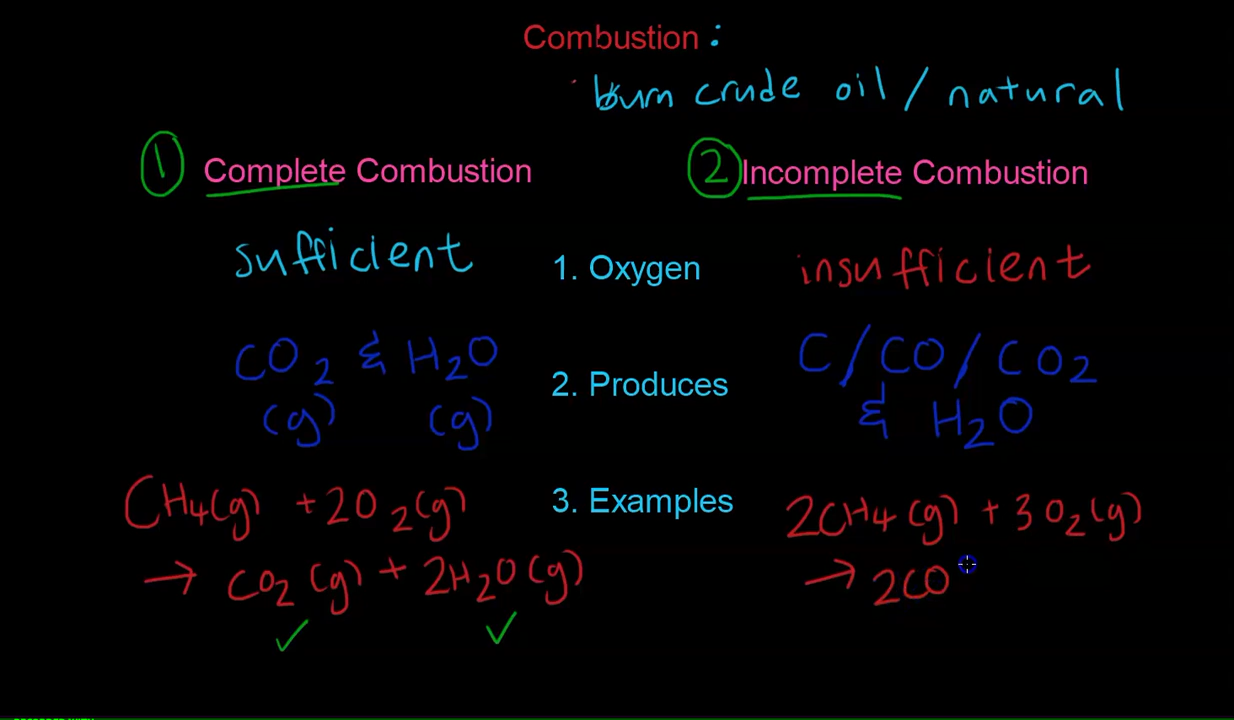 Combustion :
burn crude oil / natural
1 Complete Combustion
2 Incomplete Combustion
sufficient
1. Oxygen
insufficient
CO₂ & H₂O
(g) (g)
2. Produces
C/CO/CO₂
& H₂O
CH₄(g) + 2O₂(g)
→ CO₂(g) + 2H₂O(g)
✓ ✓
3. Examples
2CH₄(g) + 3O₂(g)
→ 2CO